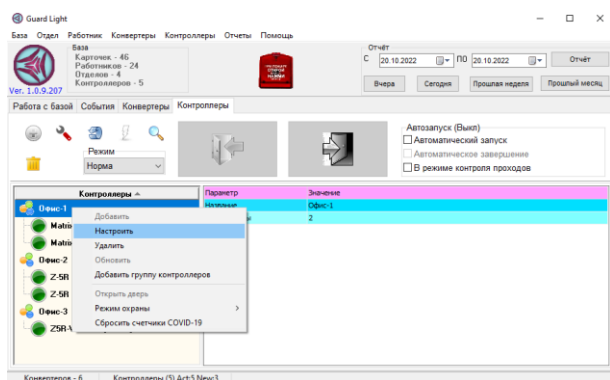 Guard Light
База Отдел Работник Конвертеры Контроллеры Отчеты Помощь
База
Карточек - 46
Работников - 24
Отделов - 4
Контроллеров - 5
Ver. 1.0.9.207
Отчёт
С 20.10.2022 ПО 20.10.2022 Отчёт
Вчера Сегодня Прошлая неделя Прошлый месяц
Работа с базой События Конвертеры Контроллеры
Режим
Норма
Автозапуск (Выкл)
Автоматический запуск
Автоматическое завершение
В режиме контроля проходов
Контроллеры Параметр Значение
Офис-1 Название Офис-1
2
Matri
Matri
Офис-2
Z-5R
Z-5R
Офис-3
Z5R-
Добавить
Настроить
Удалить
Обновить
Добавить группу контроллеров
Открыть дверь
Режим охраны
Сбросить счетчики COVID-19
Конвертеров - 6 Контроллеры (5) Act:5 New:3